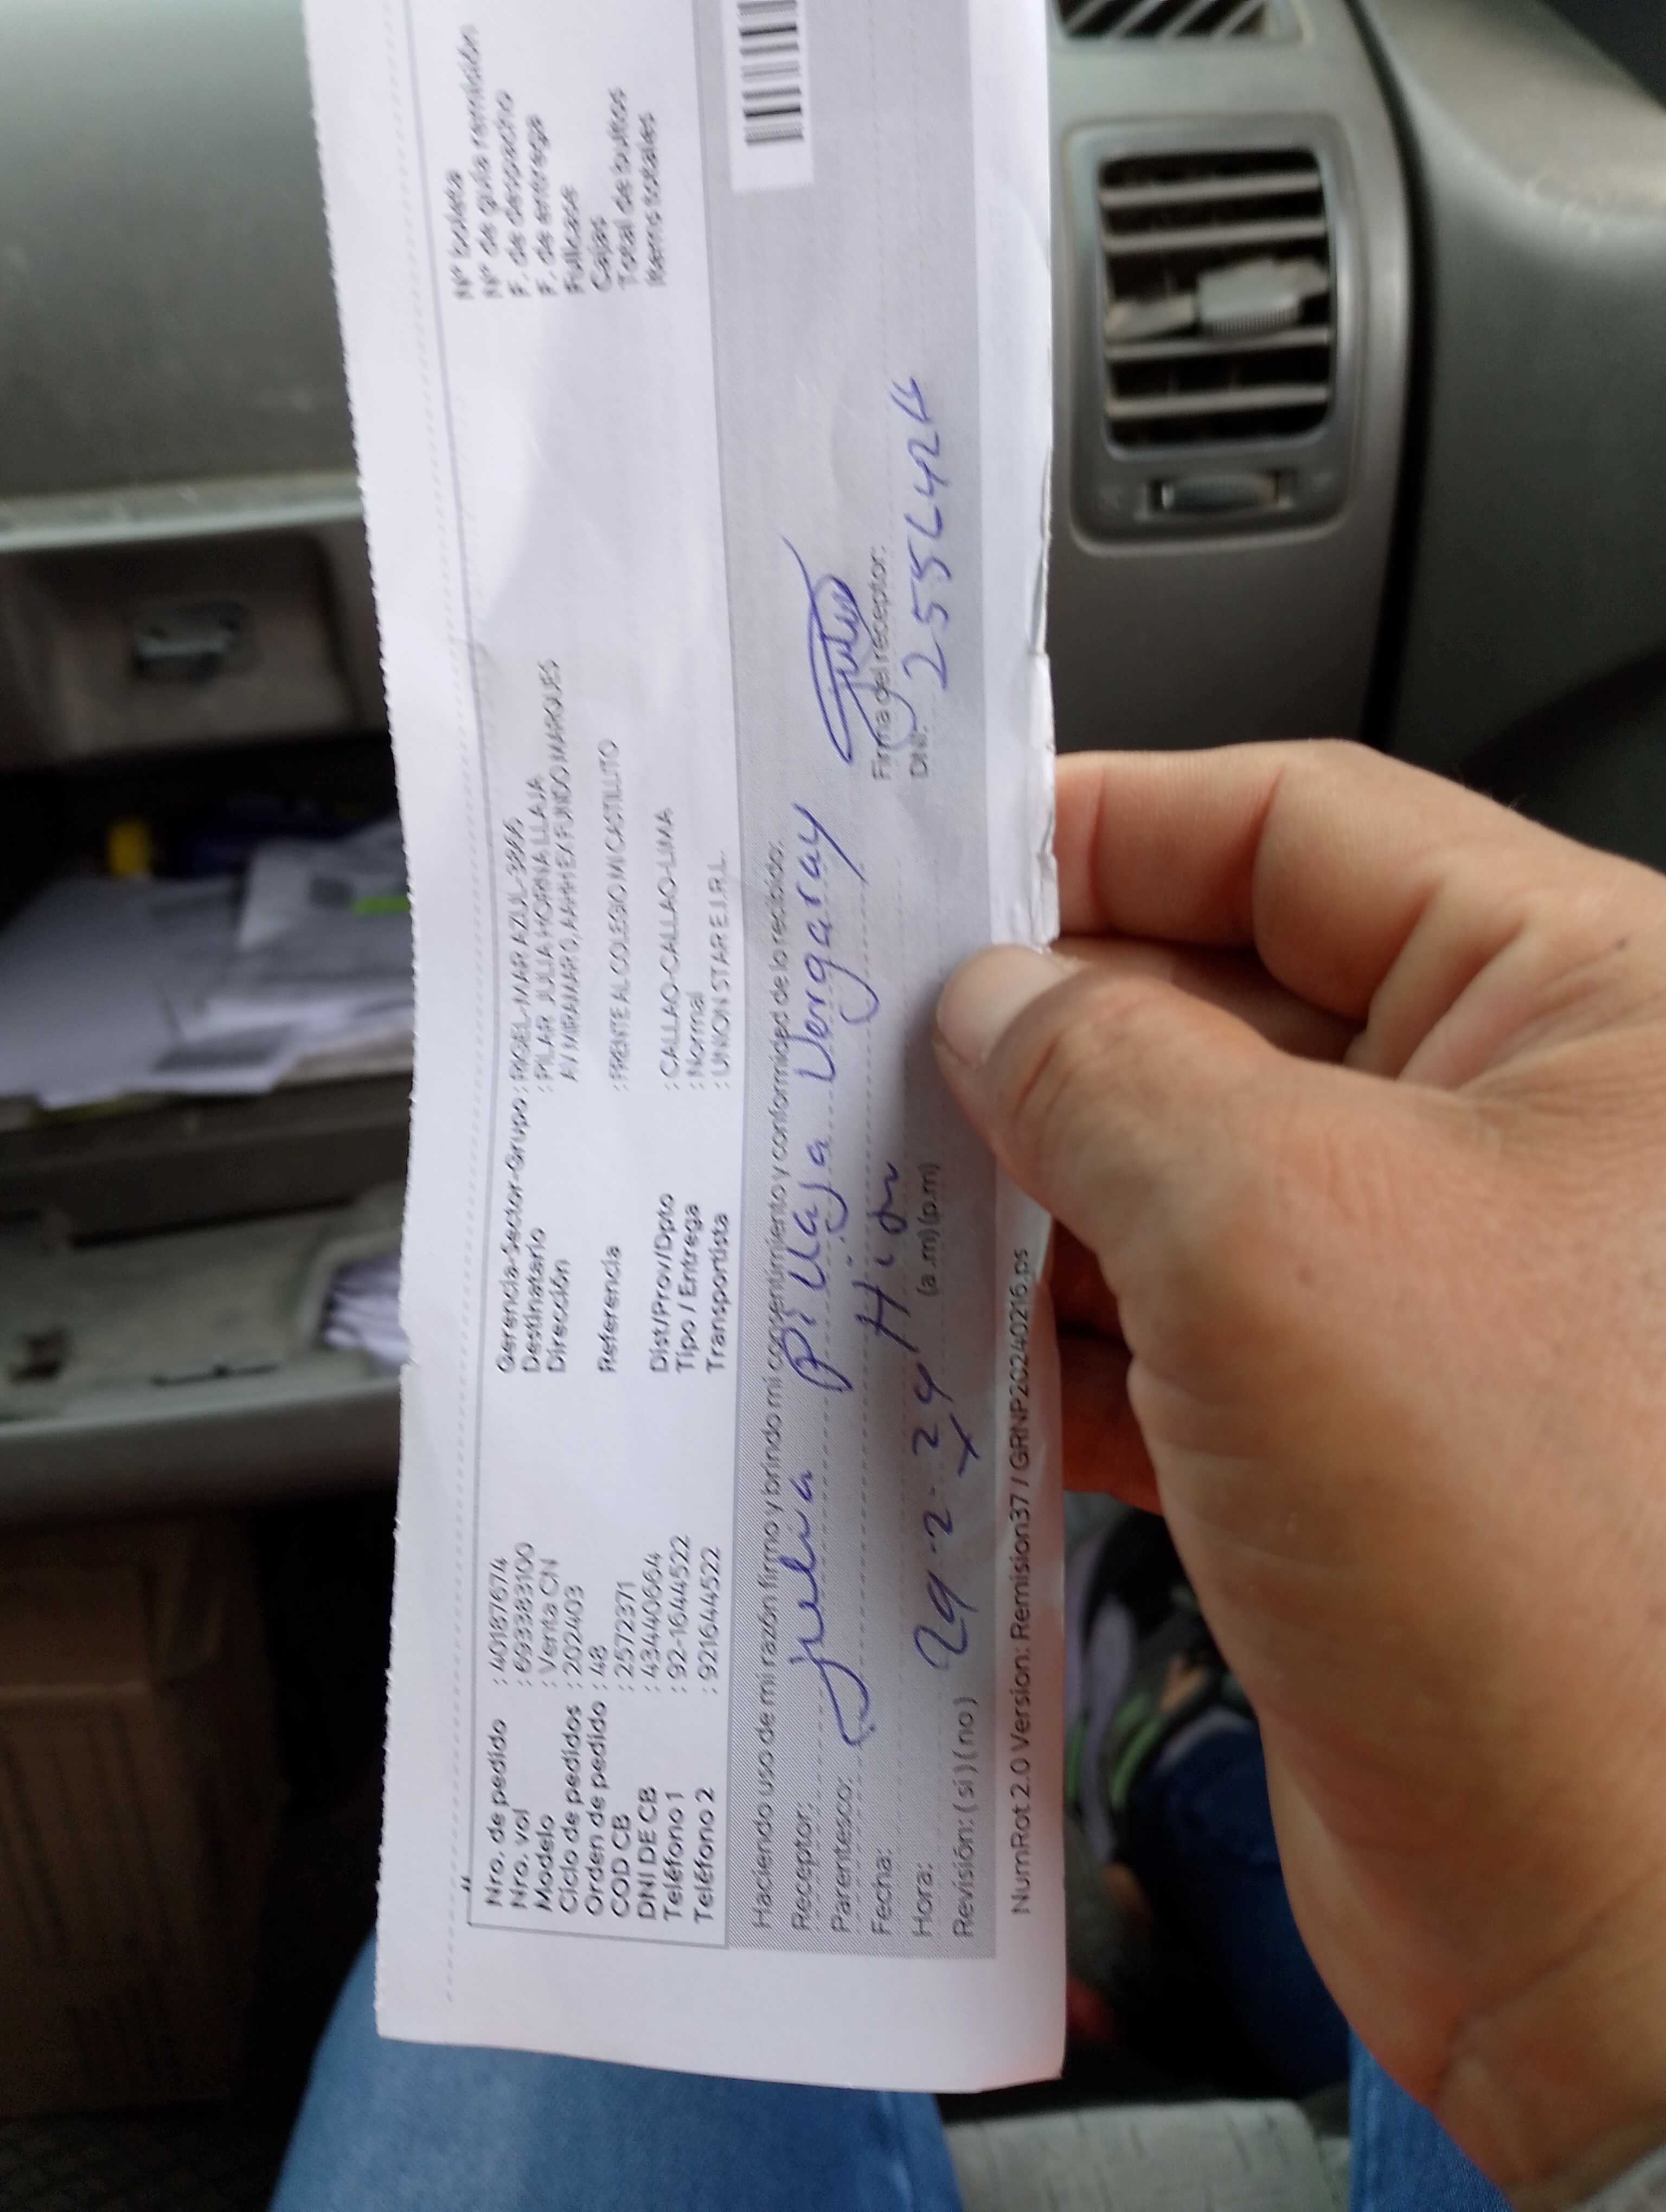 Nro. de pedido : 401876174
Nro. vol : 693383100
Modelo : Venta CN
Ciclo de pedidos : 202403
Orden de pedido : 48
COD CB : 2572371
DNI DE CB : 43440664
Teléfono 1 : 92-1644522
Teléfono 2 : 921644522
Gerencia-Sector-Grupo : RIGEL-MAR AZUL-3866
Destinatario : PILAR JULIA HORNA LLAJA
Dirección AV MIRAMAR 0, AAHH EX FUNDO MARQUES
Referencia : FRENTE AL COLEGIO MI CASTILLITO
Dist/Prov/Dpto : CALLAO-CALLAO-LIMA
Tipo / Entrega : Normal
Transportista : UNION STAR E.I.R.L.
Nº boleta
Nº de guía remisión
F. de despacho
F. de entrega
Fullcase
Cajas
Total de bultos
Items totales
Haciendo uso de mi razón firmo y brindo mi consentimiento y conformidad de lo recibido:
Receptor: julia Pillaja Vergaray
Parentesco:
Fecha: 29-2-24
Hora: (a.m) (p.m)
Revisión: ( si ) ( no )
Firma del receptor:
DNI:
NumRot 2.0 Version: Remision37 / GRNP20240216.ps